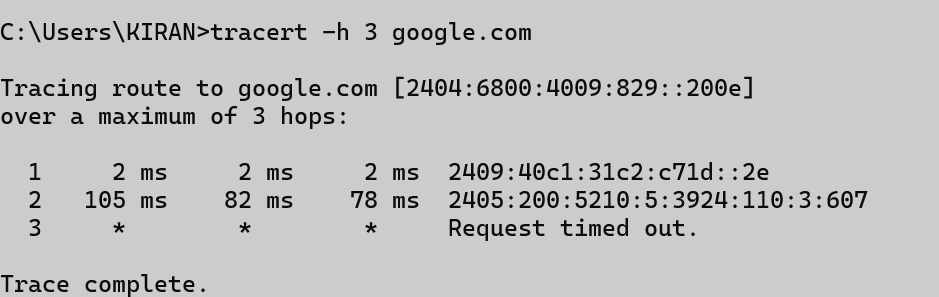 C:\Users\KIRAN>tracert -h 3 google.com
Tracing route to google.com [2404:6800:4009:829::200e]
over a maximum of 3 hops:
1 2 ms 2 ms 2 ms 2409:40c1:31c2:c71d::2e
2 105 ms 82 ms 78 ms 2405:200:5210:5:3924:110:3:607
3 * * * Request timed out.
Trace complete.